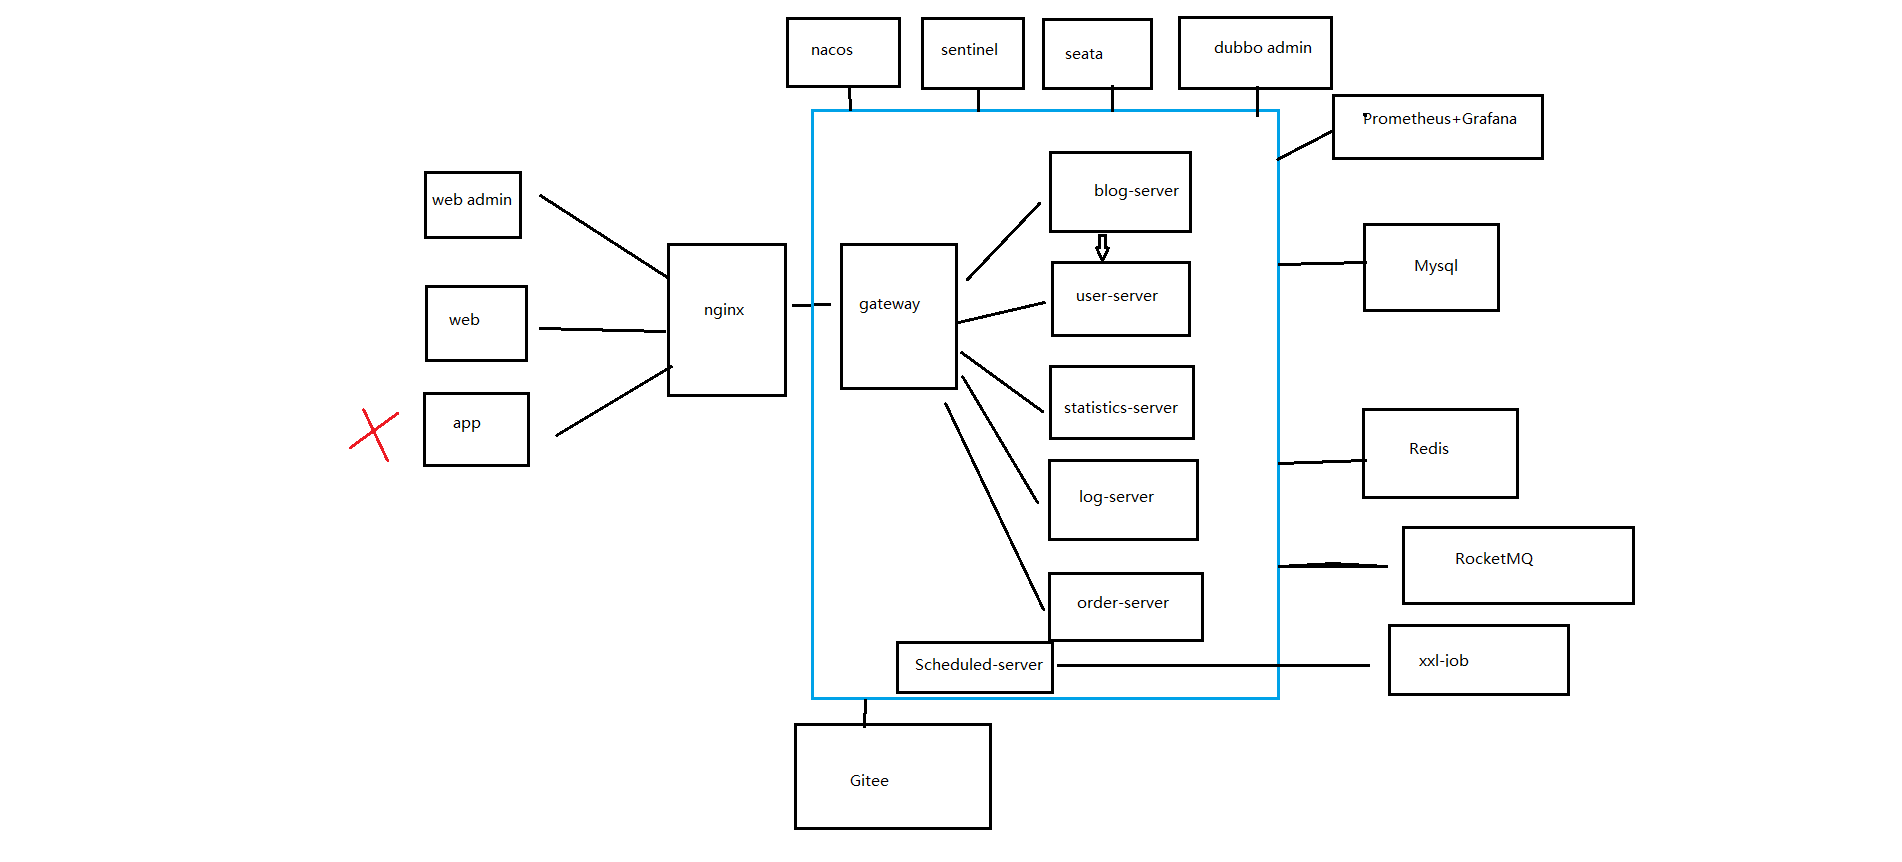 nacos
sentinel
seata
dubbo admin
Prometheus+Grafana
web admin
web
app
nginx
gateway
blog-server
user-server
statistics-server
log-server
order-server
Scheduled-server
Mysql
Redis
RocketMQ
xxl-job
Gitee